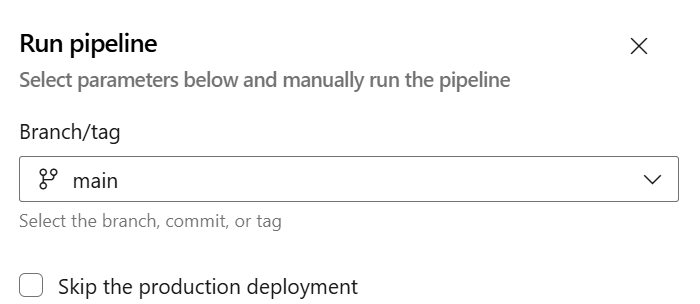 Run pipeline
Select parameters below and manually run the pipeline
Branch/tag
main
Select the branch, commit, or tag
Skip the production deployment